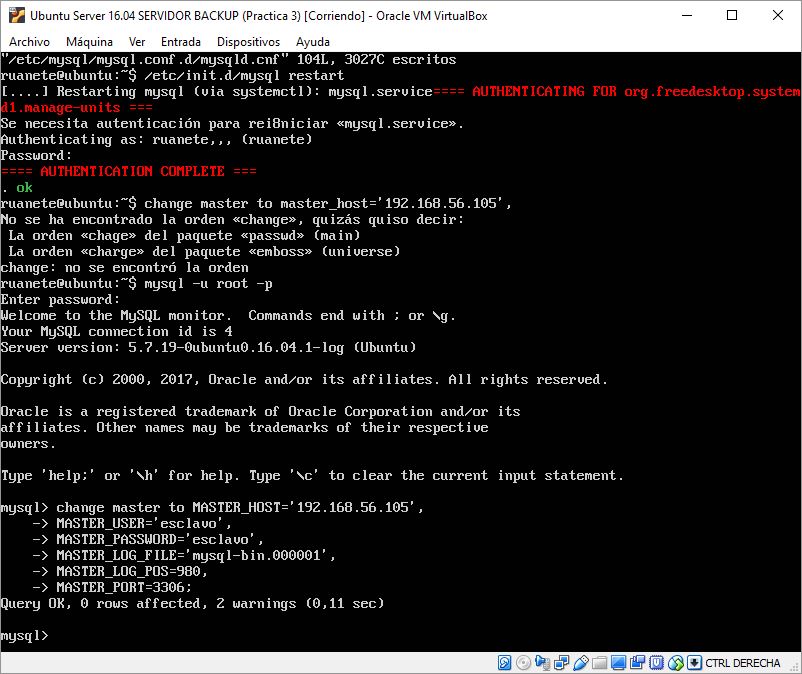 Ubuntu Server 16.04 SERVIDOR BACKUP (Practica 3) [Corriendo] - Oracle VM VirtualBox
Archivo Máquina Ver Entrada Dispositivos Ayuda
"/etc/mysql/mysql.conf.d/mysqld.cnf" 104L, 3027C escritos
ruanete@ubuntu:~$ /etc/init.d/mysql restart
[....] Restarting mysql (via systemctl): mysql.service==== AUTHENTICATING FOR org.freedesktop.system
d1.manage-units ===
Se necesita autenticación para rei8niciar «mysql.service».
Authenticating as: ruanete,,, (ruanete)
Password:
==== AUTHENTICATION COMPLETE ===
. ok
ruanete@ubuntu:~$ change master to master_host='192.168.56.105',
No se ha encontrado la orden «change», quizás quiso decir:
 La orden «chage» del paquete «passwd» (main)
 La orden «charge» del paquete «emboss» (universe)
change: no se encontró la orden
ruanete@ubuntu:~$ mysql -u root -p
Enter password:
Welcome to the MySQL monitor.  Commands end with ; or \g.
Your MySQL connection id is 4
Server version: 5.7.19-0ubuntu0.16.04.1-log (Ubuntu)
Copyright (c) 2000, 2017, Oracle and/or its affiliates. All rights reserved.
Oracle is a registered trademark of Oracle Corporation and/or its
affiliates. Other names may be trademarks of their respective
owners.
Type 'help;' or '\h' for help. Type '\c' to clear the current input statement.
mysql> change master to MASTER_HOST='192.168.56.105',
    -> MASTER_USER='esclavo',
    -> MASTER_PASSWORD='esclavo',
    -> MASTER_LOG_FILE='mysql-bin.000001',
    -> MASTER_LOG_POS=980,
    -> MASTER_PORT=3306;
Query OK, 0 rows affected, 2 warnings (0,11 sec)
mysql>
CTRL DERECHA